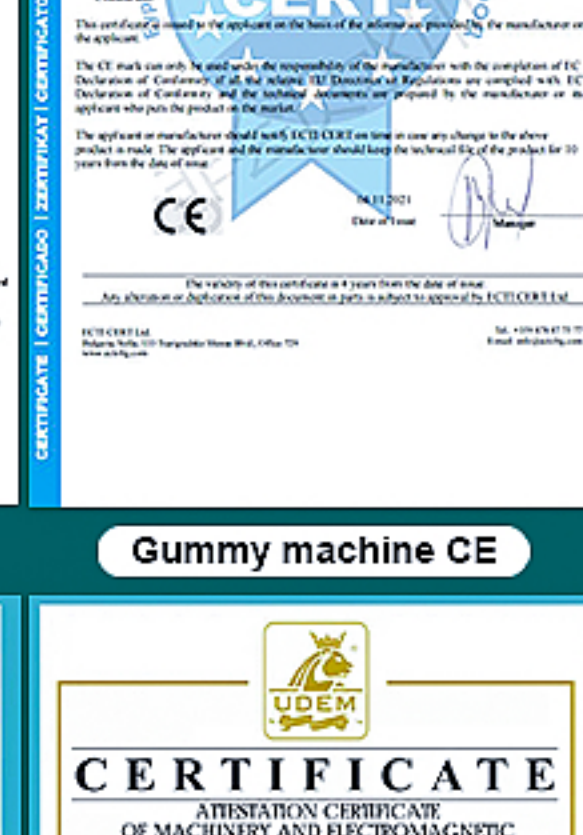 CERT
This certificate is issued to the applicant on the basis of the information provided by the manufacturer or
the applicant.
The CE mark can only be used under the responsibility of the manufacturer with the completion of EC
Declaration of Conformity if all the relating EU Directives or Regulations are complied with. EC
Declaration of Conformity and the technical documents are prepared by the manufacturer or
applicant who puts the product on the market.
The applicant or manufacturer should notify ECTI CERT on time in case any change to the above
product is made. The applicant and the manufacturer should keep the technical file of the product for 10
years from the date of issue.
CE
11 2021
Date of Issue
Manager
The validity of this certificate is 4 years from the date of issue.
Any alteration or duplication of this document in parts is subject to approval by ECTI CERT Ltd.
ECTI CERT Ltd.
CERTIFICATE | CERTIFICADO | ZERTIFIKAT | CERTIFICATO
Gummy machine CE
UDEM
CERTIFICATE
ATTESTATION CERTIFICATE
OF MACHINERY AND ELECTROMAGNETIC